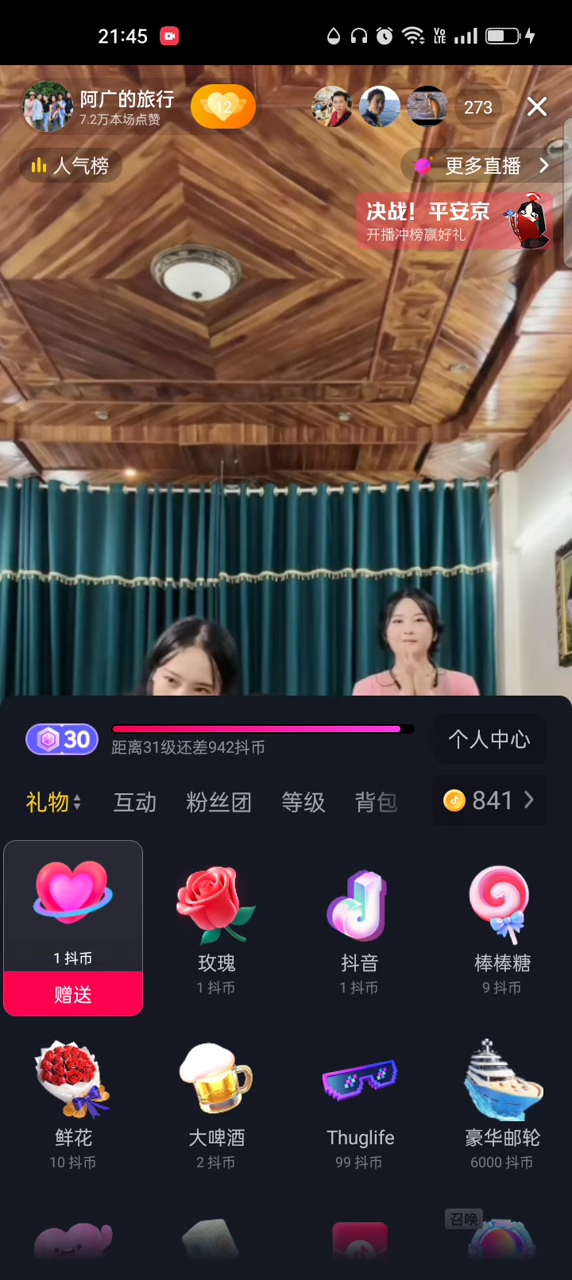 21:45
Vo
LTE
阿广的旅行
7.2万本场点赞
12
273
人气榜
更多直播
决战！平安京
开播冲榜赢好礼
30
距离31级还差942抖币
个人中心
礼物
互动
粉丝团
等级
背包
841
1 抖币
赠送
玫瑰
1 抖币
抖音
1 抖币
棒棒糖
9 抖币
鲜花
10 抖币
大啤酒
2 抖币
Thuglife
99 抖币
豪华邮轮
6000 抖币
召唤